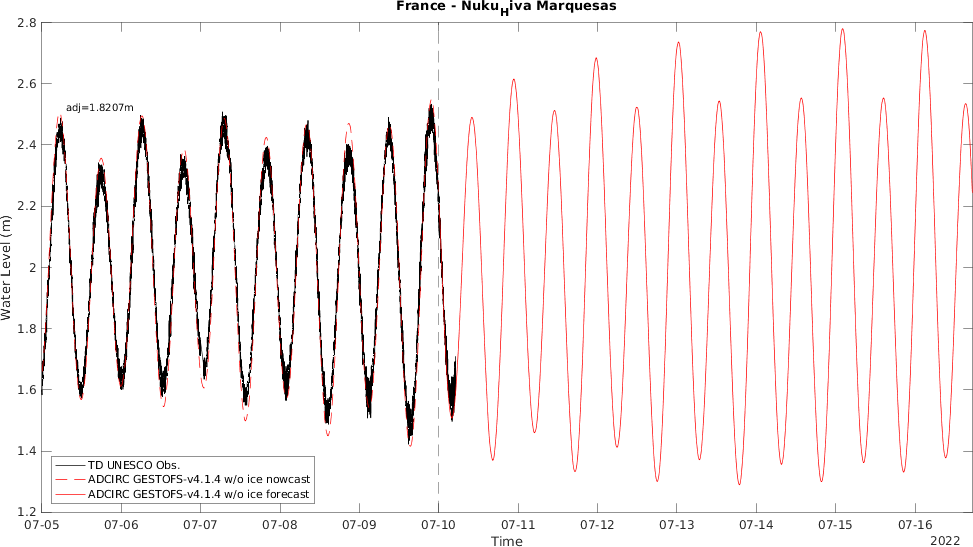 France - Nuku_Hiva Marquesas
adj=1.8207m
Water Level (m)
2.8
2.6
2.4
2.2
2
1.8
1.6
1.4
1.2
TD UNESCO Obs.
ADCIRC GESTOFS-v4.1.4 w/o ice nowcast
ADCIRC GESTOFS-v4.1.4 w/o ice forecast
07-05 07-06 07-07 07-08 07-09 07-10 07-11 07-12 07-13 07-14 07-15 07-16
Time
2022